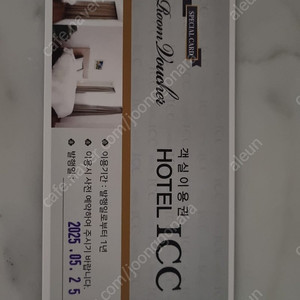 SPECIAL CARD
Room Voucher
객실이용권
HOTEL ICC
이용기간 : 발행일로부터 1년
이용시 사전 예약하여 주시기 바랍니다.
발행일
2025. 05. 2 5